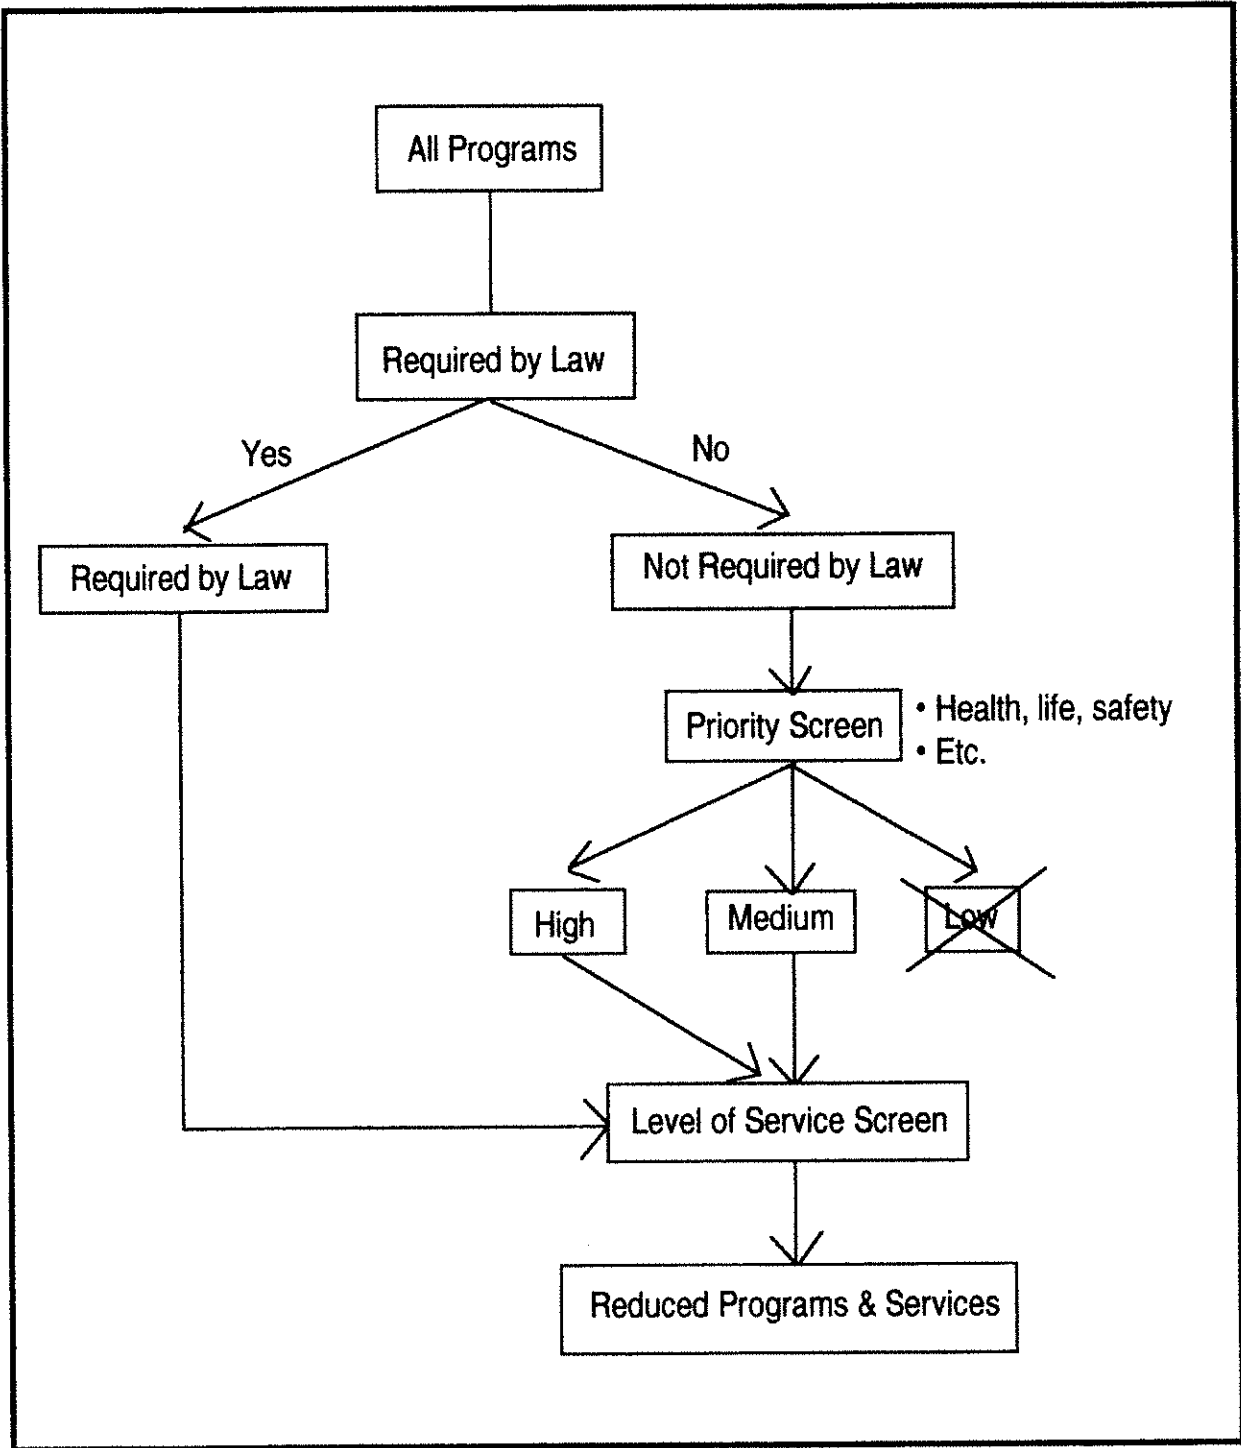 All Programs
Required by Law
Yes
No
Required by Law
Not Required by Law
Priority Screen
• Health, life, safety
• Etc.
High
Medium
Low
Level of Service Screen
Reduced Programs & Services